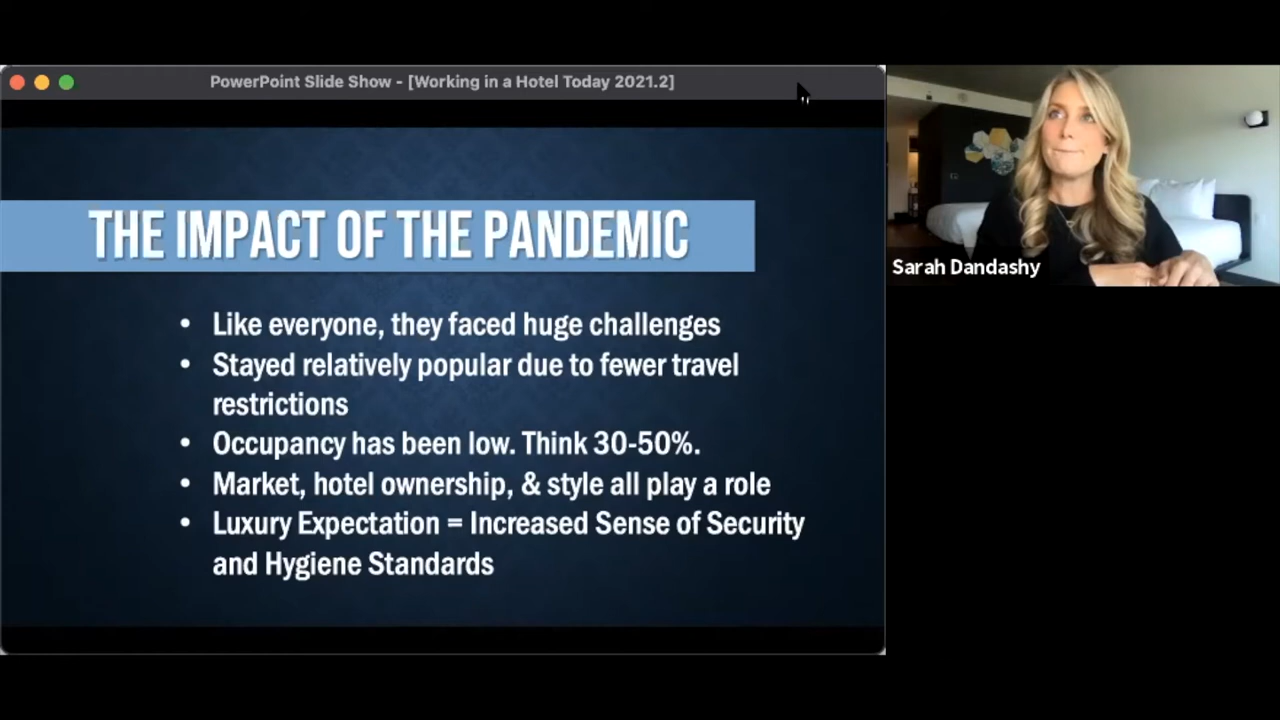 PowerPoint Slide Show - [Working in a Hotel Today 2021.2]
THE IMPACT OF THE PANDEMIC
• Like everyone, they faced huge challenges
• Stayed relatively popular due to fewer travel
restrictions
• Occupancy has been low. Think 30-50%.
• Market, hotel ownership, & style all play a role
• Luxury Expectation = Increased Sense of Security
and Hygiene Standards
Sarah Dandashy